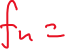 fn =